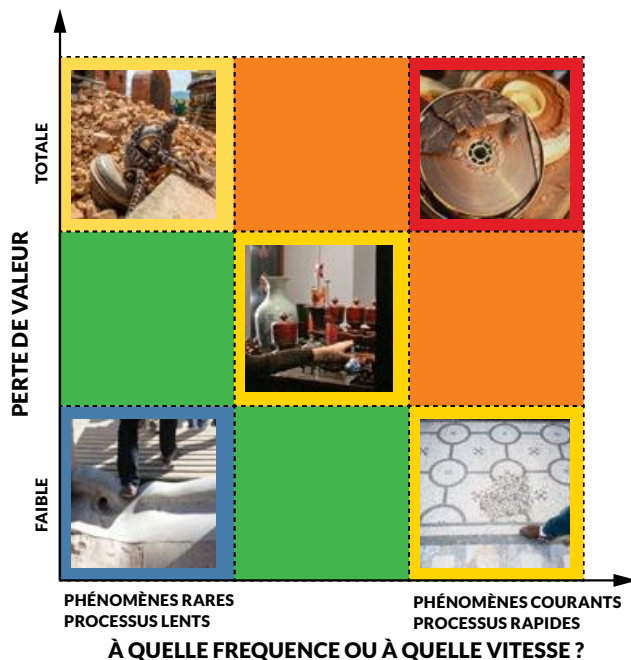 TOTALE
PERTE DE VALEUR
FAIBLE
PHÉNOMÈNES RARES
PROCESSUS LENTS
PHÉNOMÈNES COURANTS
PROCESSUS RAPIDES
À QUELLE FREQUENCE OU À QUELLE VITESSE ?